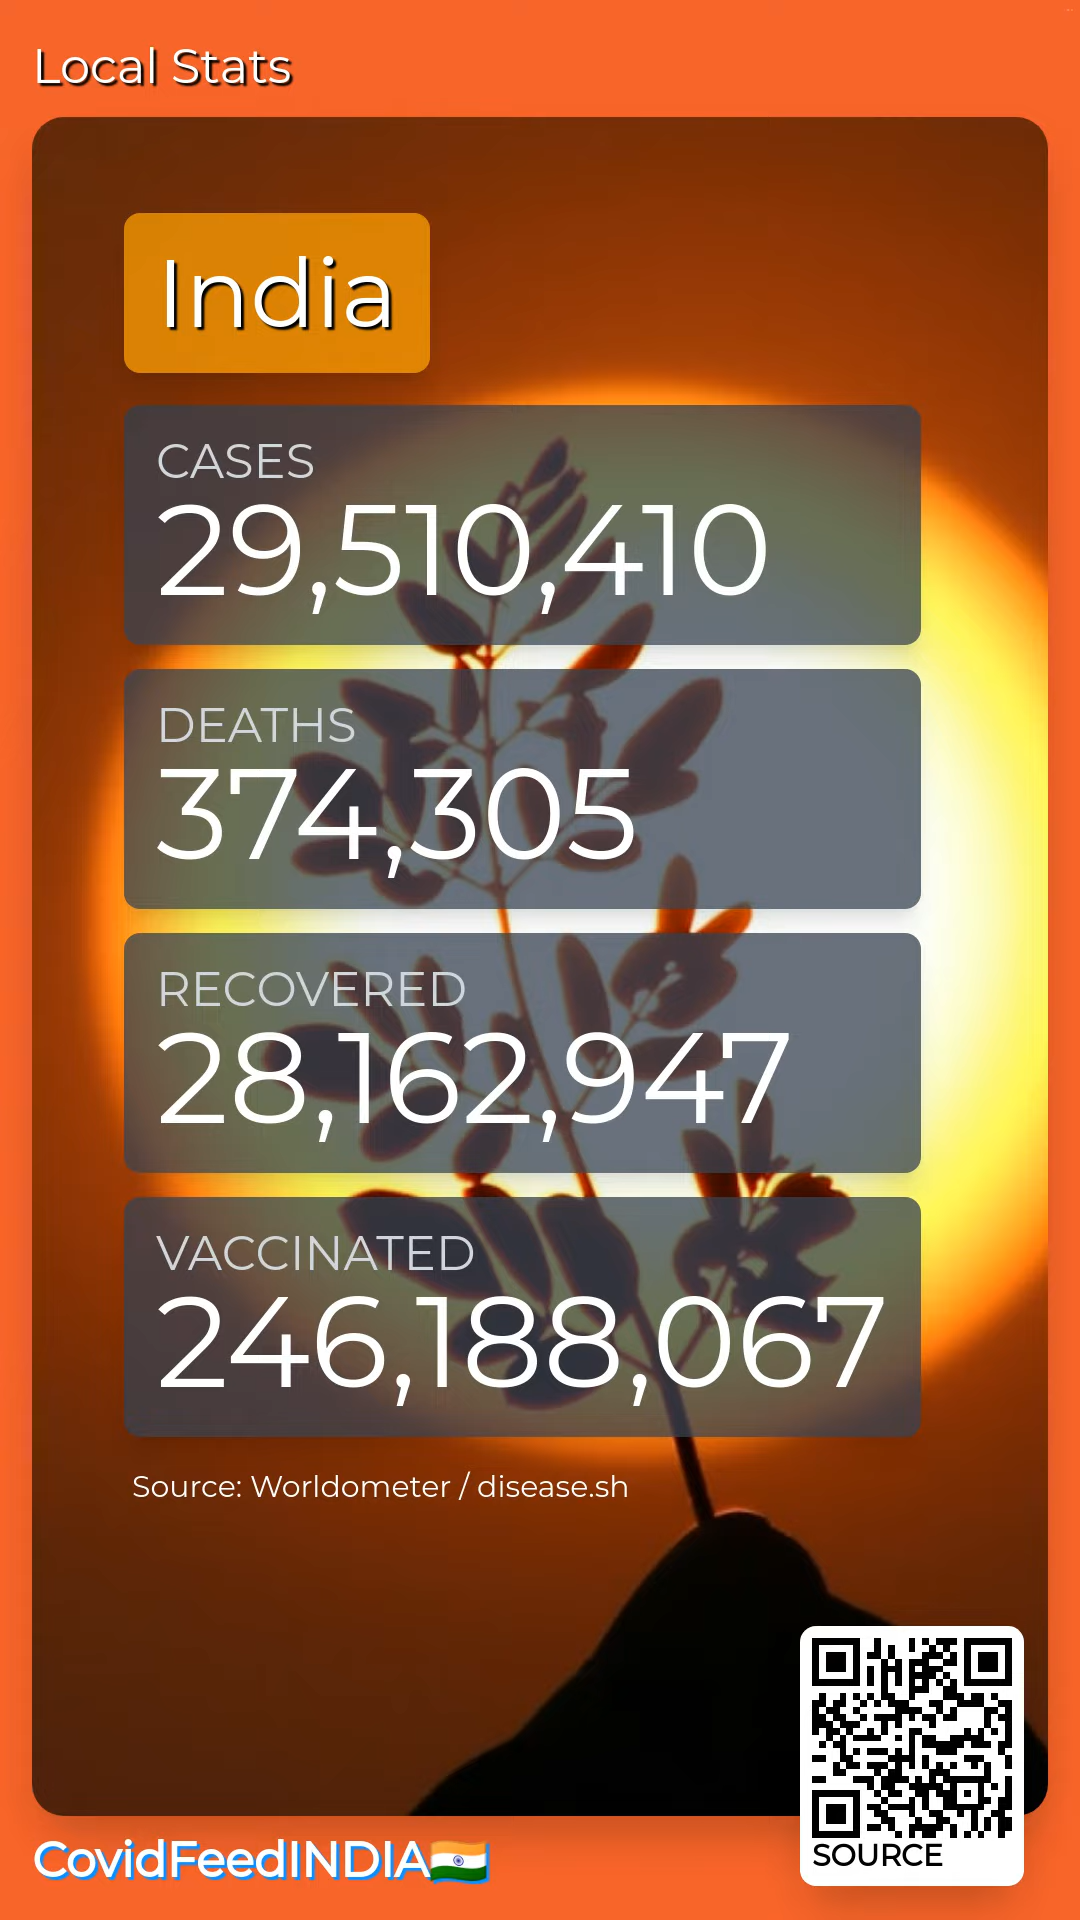 Local Stats
India
CASES
29,510,410
DEATHS
374,305
RECOVERED
28,162,947
VACCINATED
246,188,067
Source: Worldometer / disease.sh
SOURCE
CovidFeedINDIA🇮🇳